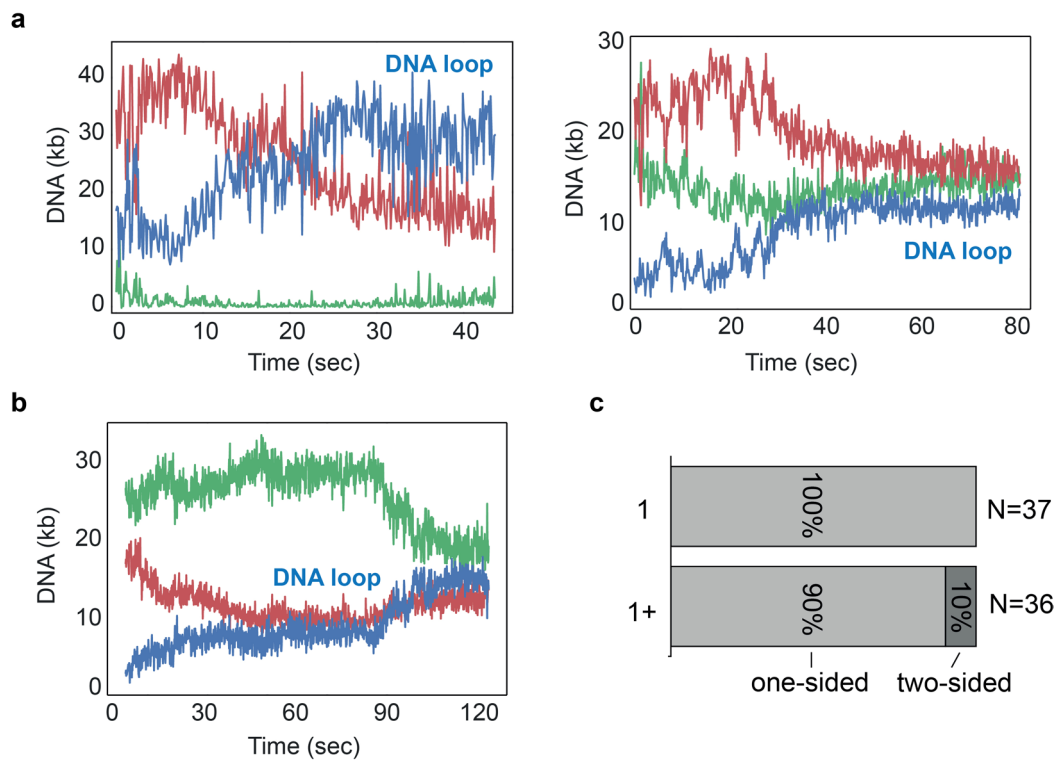 a
DNA loop
DNA (kb)
40
30
20
10
0
0 10 20 30 40
Time (sec)
DNA loop
DNA (kb)
30
20
10
0
0 20 40 60 80
Time (sec)
b
DNA loop
DNA (kb)
30
20
10
0
0 30 60 90 120
Time (sec)
c
1 100% N=37
1+ 90% 10% N=36
one-sided two-sided